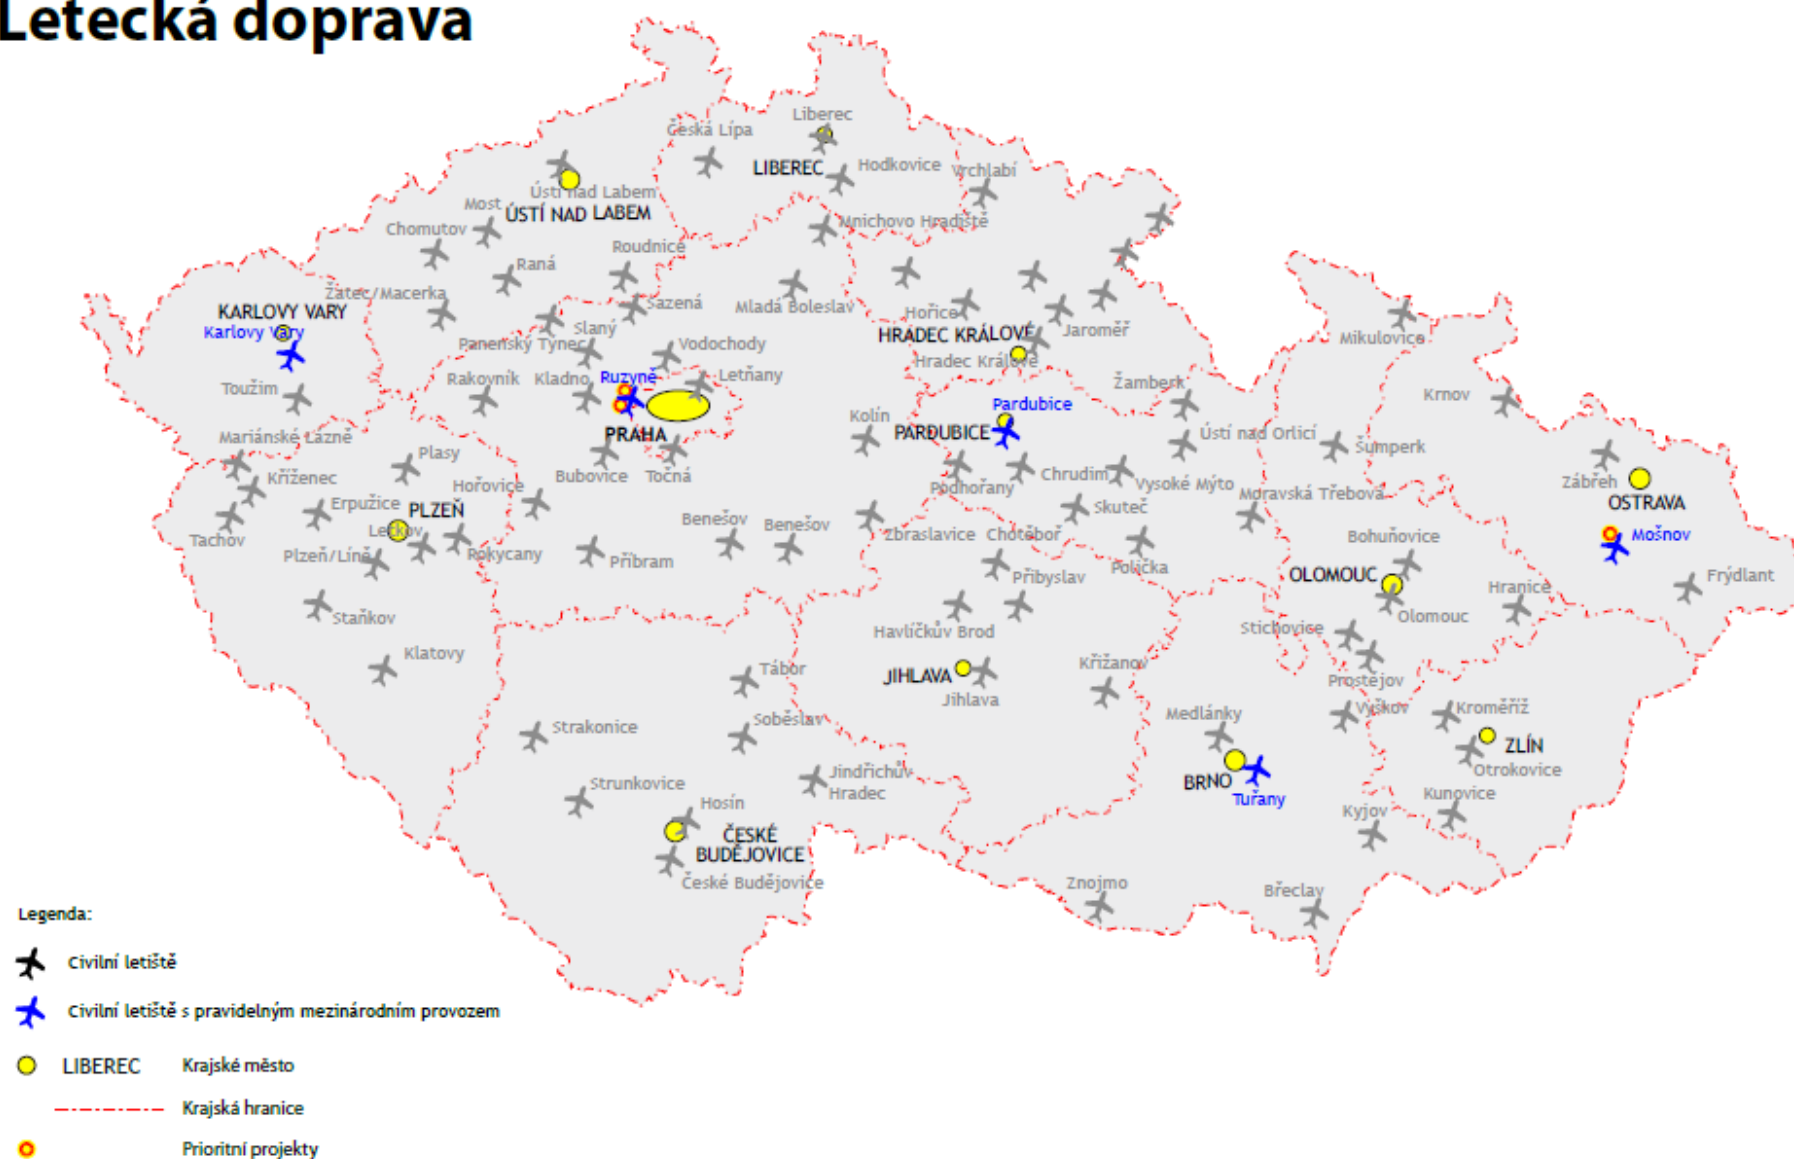 Letecká doprava
Liberec
Česká Lípa
LIBEREC
Hodkovice
Vrchlabí
Ústí nad Labem
Most
ÚSTÍ NAD LABEM
Mnichovo Hradiště
Chomutov
Roudnice
Raná
Žatec/Macerka
Sazená
Mladá Boleslav
KARLOVY VARY
Karlovy Vary
Hořice
Slaný
HRADEC KRÁLOVÉ
Jaroměř
Mikulovice
Panenský Týnec
Vodochody
Hradec Králové
Rakovník
Kladno
Ruzyně
Letňany
Žamberk
Toužim
Krnov
Pardubice
Kolín
PRAHA
PARDUBICE
Ústí nad Orlicí
Mariánské Lazně
Šumperk
Plasy
Křiženec
Hořovice
Bubovice
Točná
Podhořany
Chrudim
Vysoké Mýto
Zábřeh
Moravská Třebová
Erpužice
PLZEŇ
OSTRAVA
Skuteč
Letkov
Benešov
Benešov
Zbraslavice
Chotěboř
Mošnov
Tachov
Bohuňovice
Plzeň/Líně
Rokycany
Příbram
Polička
OLOMOUC
Přibyslav
Frýdlant
Hranice
Staňkov
Olomouc
Havlíčkův Brod
Stichovice
Klatovy
Křižanov
Tábor
JIHLAVA
Prostějov
Jihlava
Vyškov
Kroměříž
Medlánky
Soběslav
Strakonice
ZLÍN
Otrokovice
Jindřichův
Hradec
BRNO
Strunkovice
Tuřany
Kunovice
Hosín
Kyjov
ČESKÉ
BUDĚJOVICE
České Budějovice
Znojmo
Břeclav
Legenda:
Civilní letiště
Civilní letiště s pravidelným mezinárodním provozem
LIBEREC Krajské město
Krajská hranice
Prioritní projekty